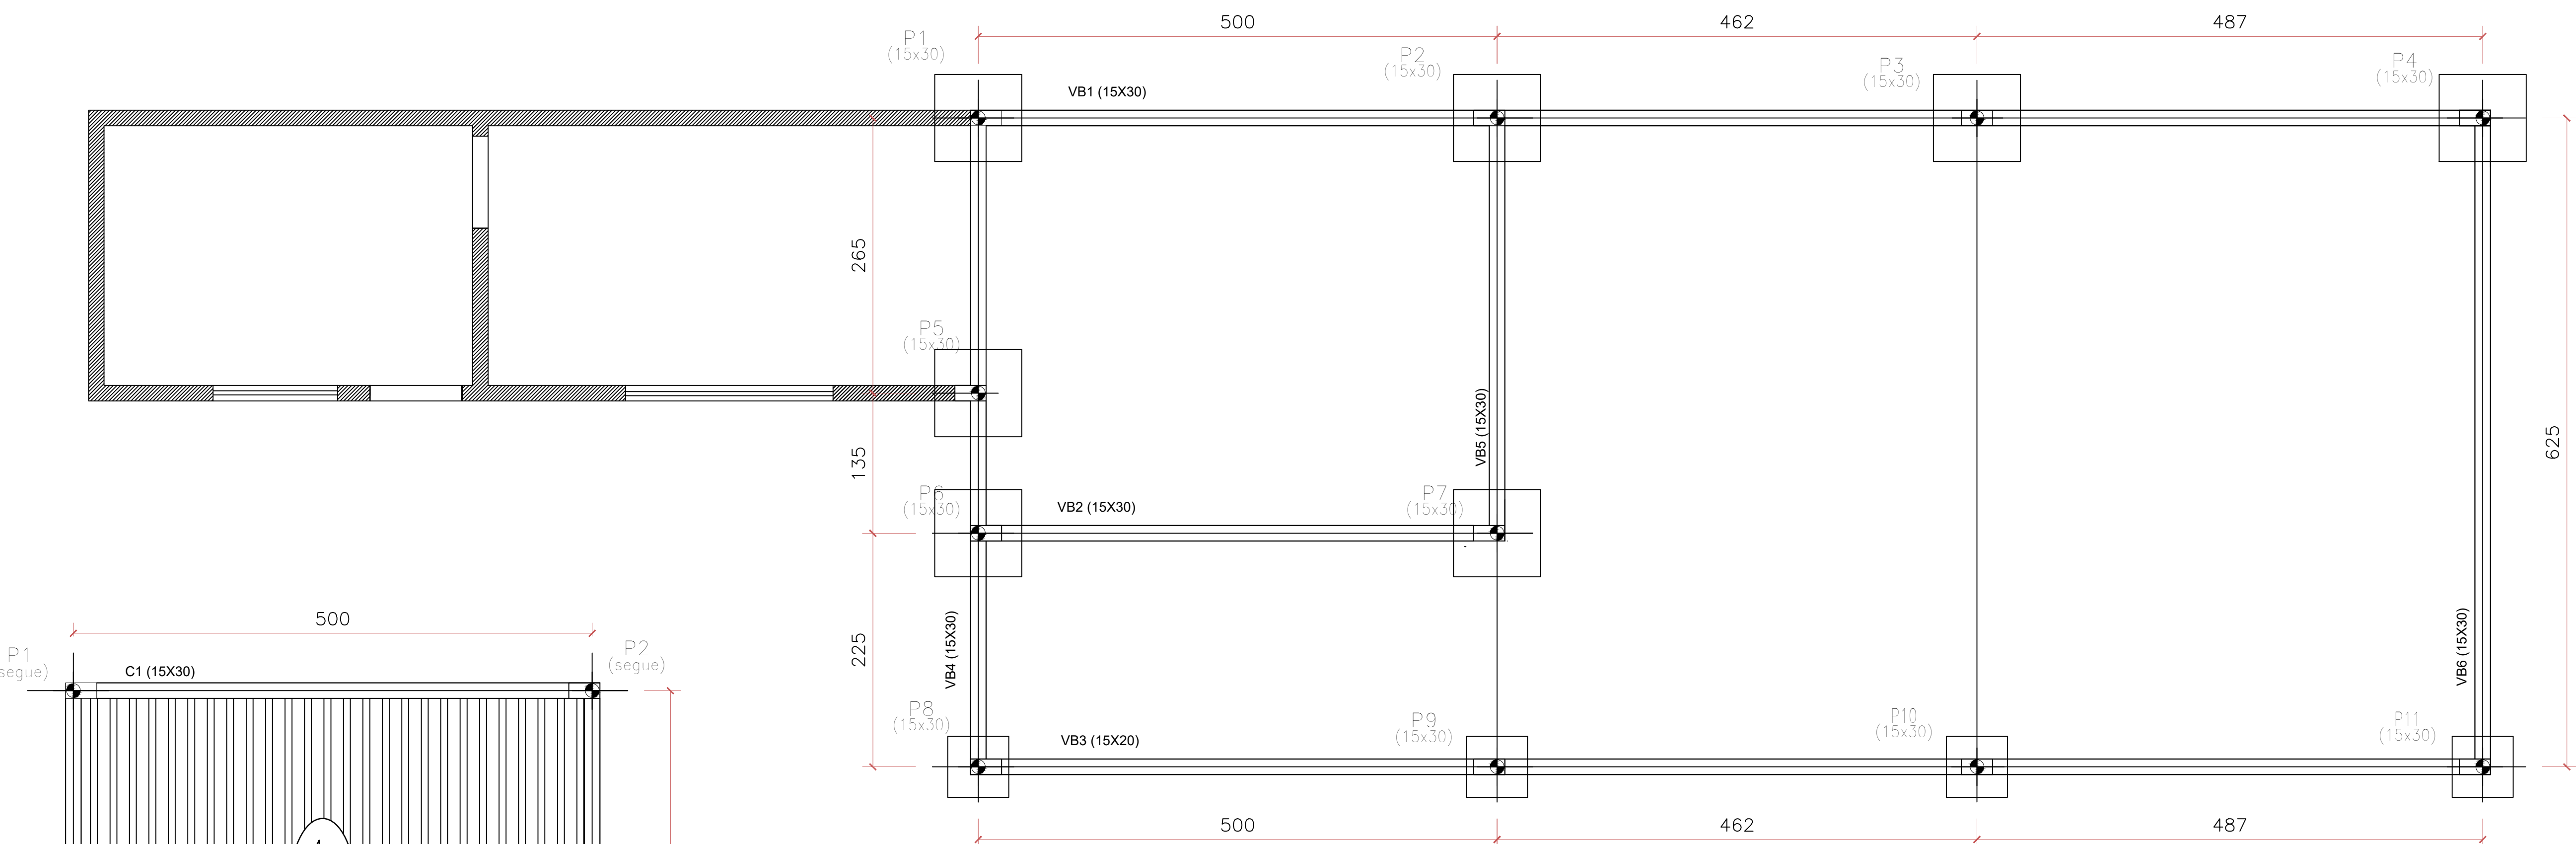 500
462
487
P1
(15x30)
P2
(15x30)
P3
(15x30)
P4
(15x30)
VB1 (15X30)
265
P5
(15x30)
135
VB5 (15X30)
625
P6
(15x30)
VB2 (15X30)
P7
(15x30)
225
VB4 (15X30)
VB6 (15X30)
P8
(15x30)
VB3 (15X20)
P9
(15x30)
P10
(15x30)
P11
(15x30)
500
462
487
500
P1
segue)
P2
(segue)
C1 (15X30)